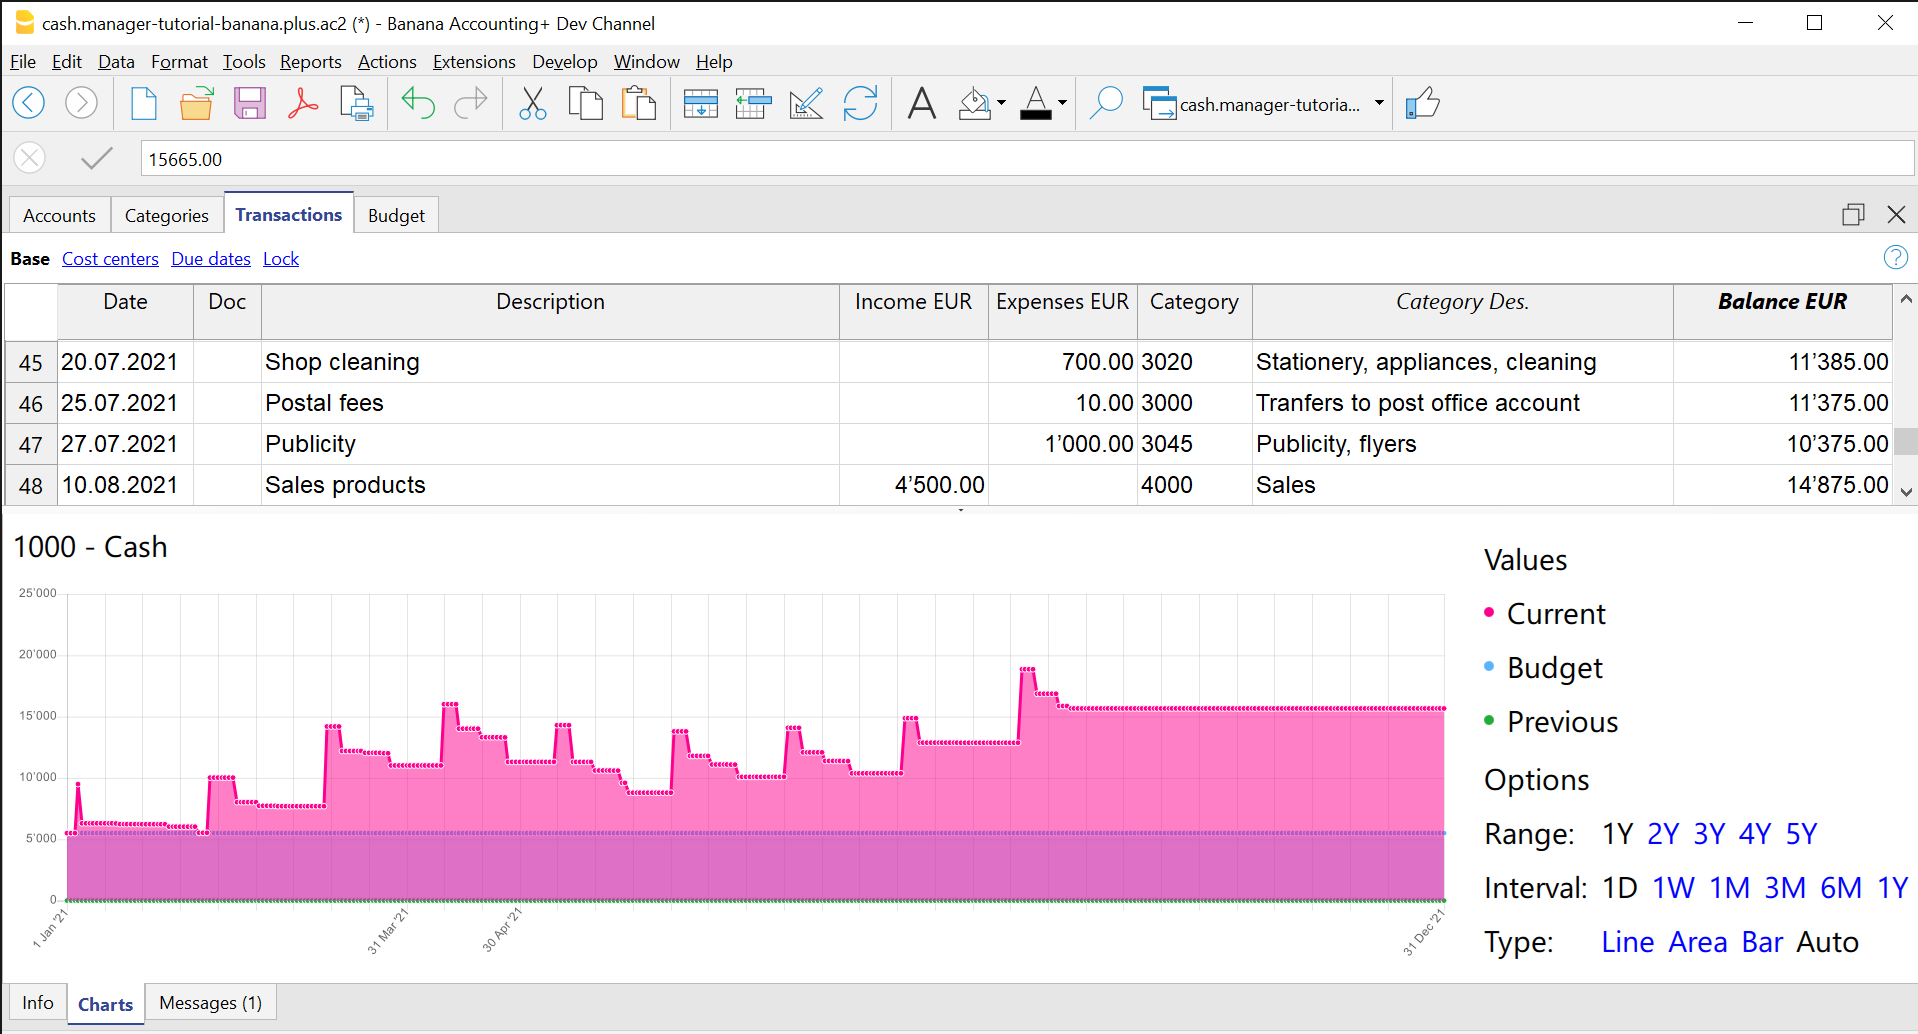 cash.manager-tutorial-banana.plus.ac2 (*) - Banana Accounting+ Dev Channel
File Edit Data Format Tools Reports Actions Extensions Develop Window Help
cash.manager-tutoria...
15665.00
Accounts Categories Transactions Budget
Base Cost centers Due dates Lock
Date Doc Description Income EUR Expenses EUR Category Category Des. Balance EUR
45 20.07.2021 Shop cleaning 700.00 3020 Stationery, appliances, cleaning 11’385.00
46 25.07.2021 Postal fees 10.00 3000 Tranfers to post office account 11’375.00
47 27.07.2021 Publicity 1’000.00 3045 Publicity, flyers 10’375.00
48 10.08.2021 Sales products 4’500.00 4000 Sales 14’875.00
1000 - Cash
25'000
20'000
15'000
10'000
5'000
0
1 Jan '21 31 Mar '21 30 Apr '21 31 Dec '21
Values
Current
Budget
Previous
Options
Range: 1Y 2Y 3Y 4Y 5Y
Interval: 1D 1W 1M 3M 6M 1Y
Type: Line Area Bar Auto
Info Charts Messages (1)